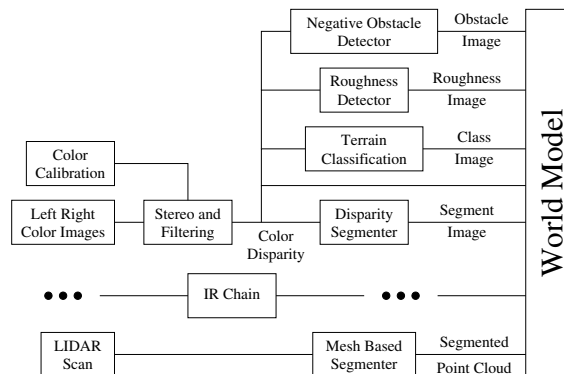 Negative Obstacle
Detector
Obstacle
Image
Roughness
Detector
Roughness
Image
Terrain
Classification
Class
Image
Color
Calibration
Left Right
Color Images
Stereo and
Filtering
Color
Disparity
Disparity
Segmenter
Segment
Image
IR Chain
LIDAR
Scan
Mesh Based
Segmenter
Segmented
Point Cloud
World Model